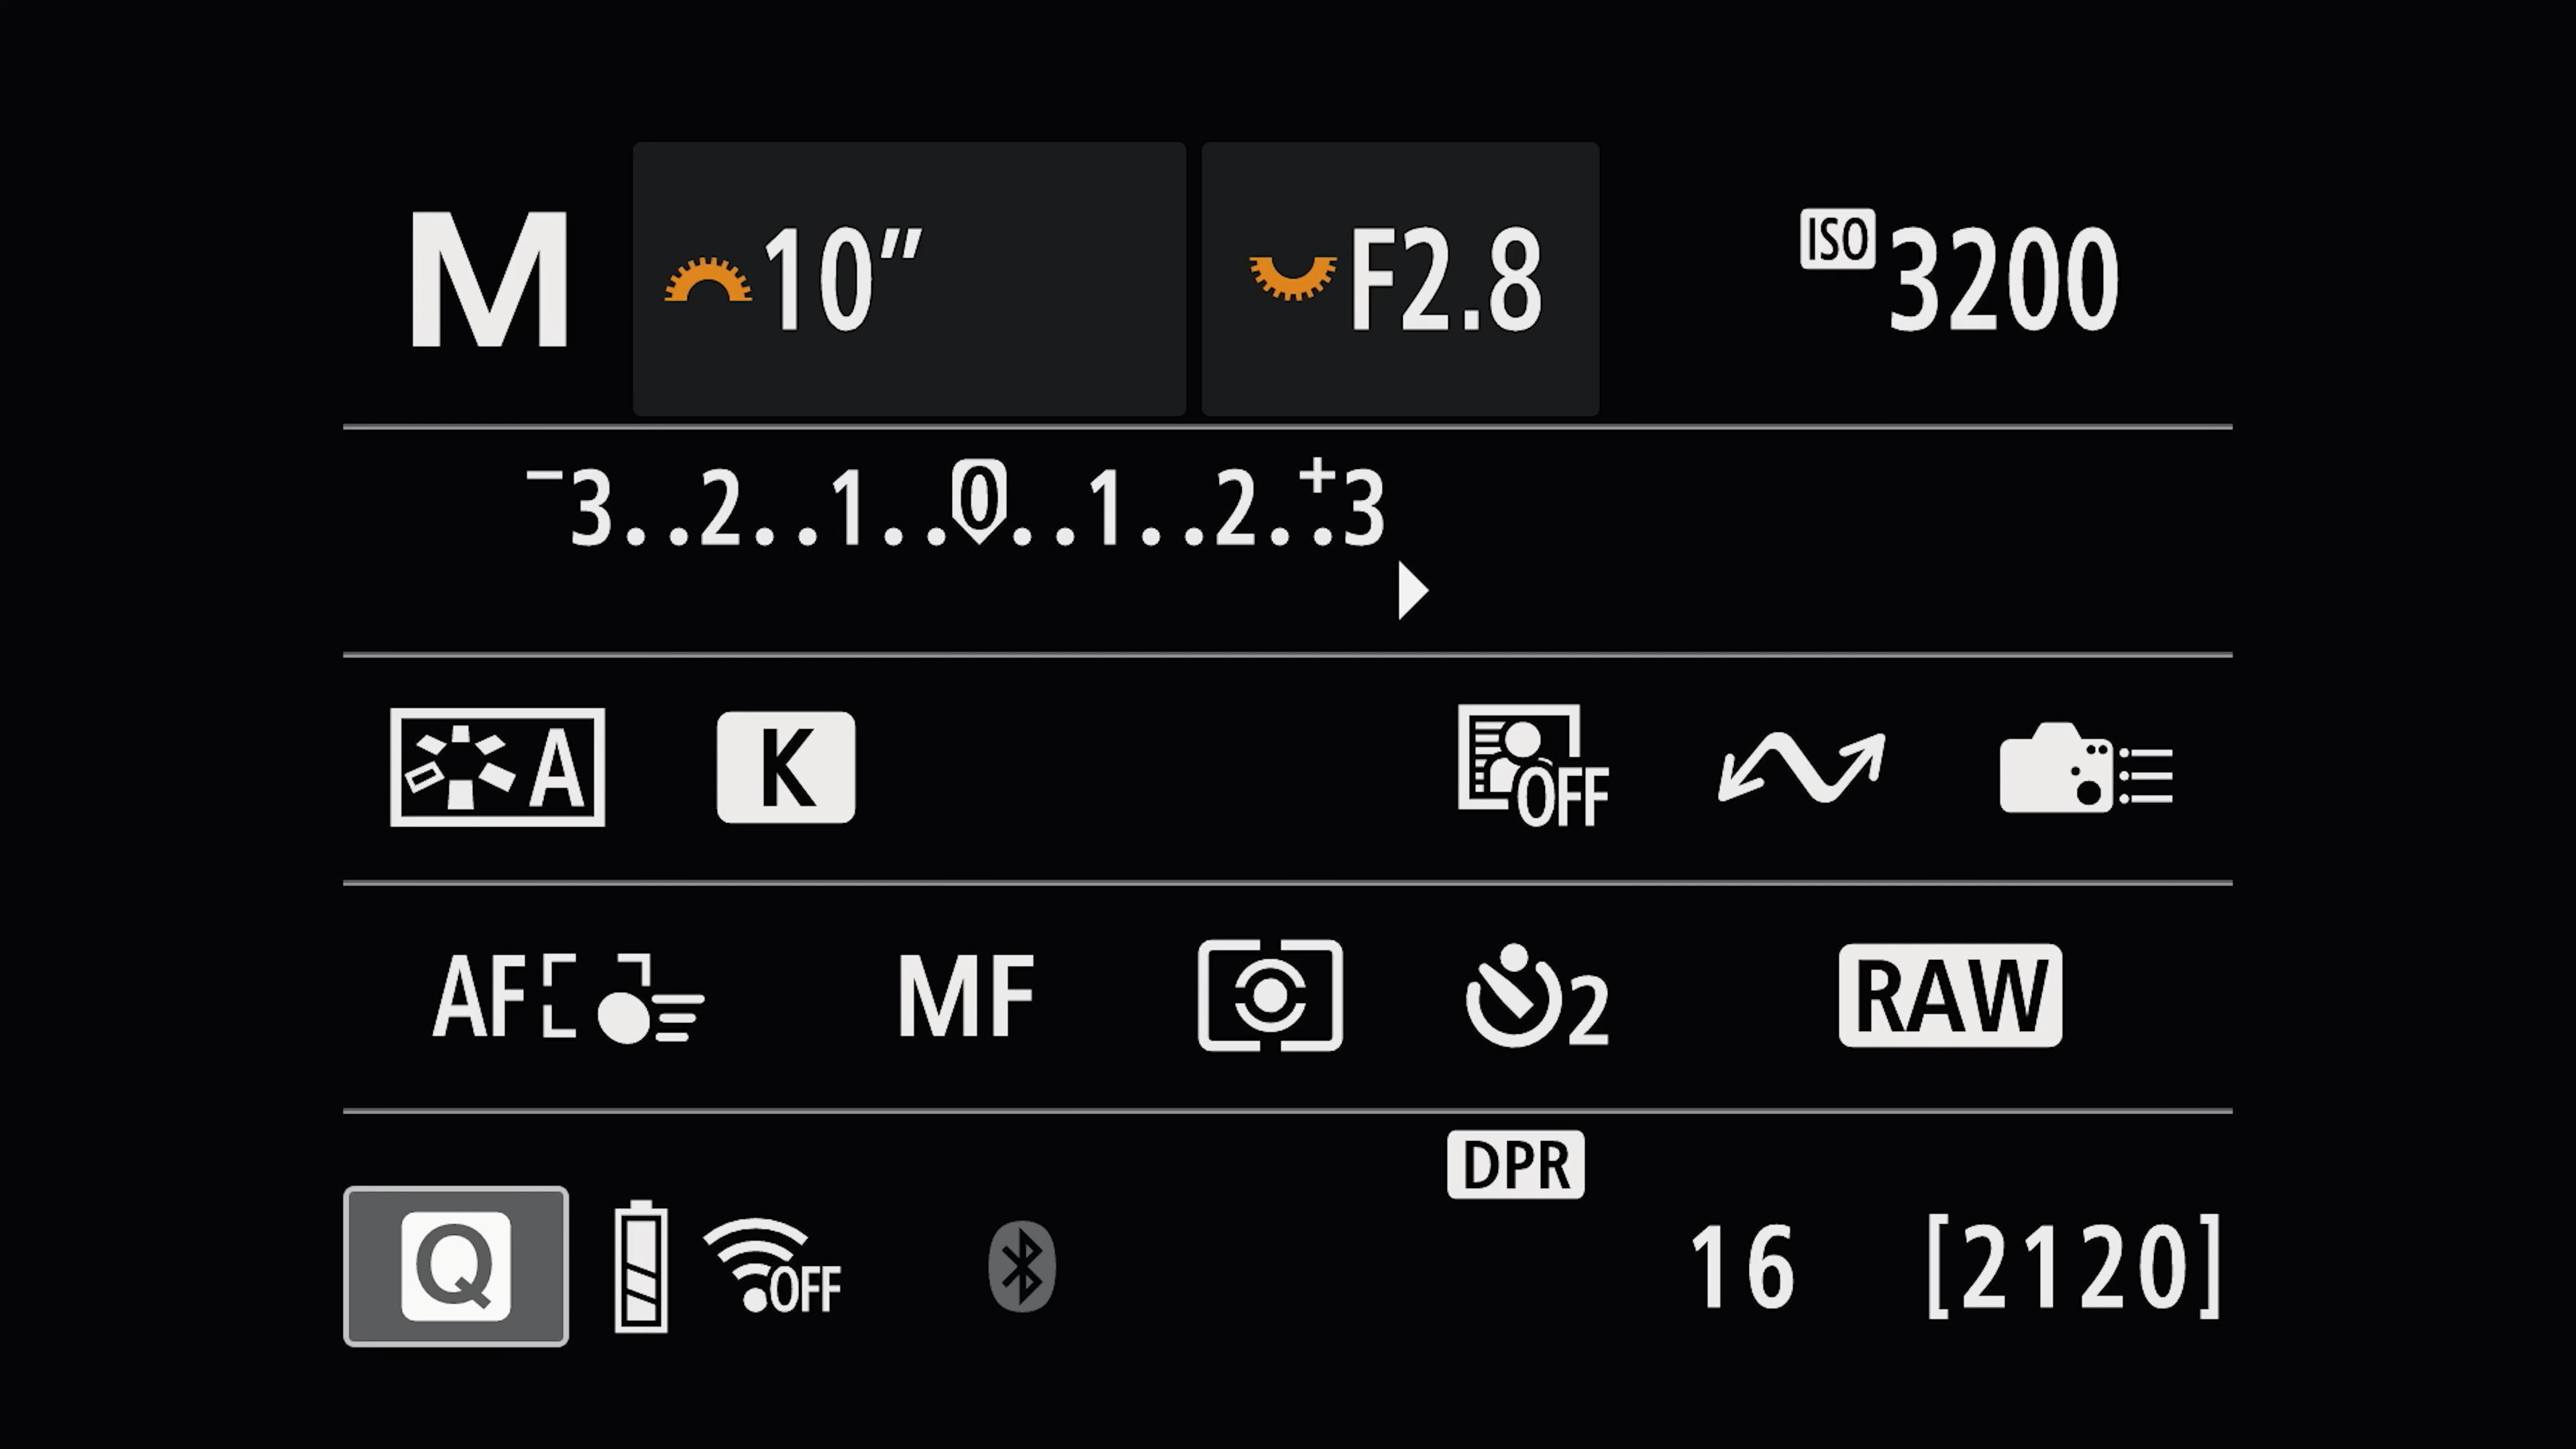 M 10" F2.8 ISO 3200
-3..2..1..0..1..2..+3
A K OFF
AF MF 2 RAW
DPR
Q OFF 16 [2120]